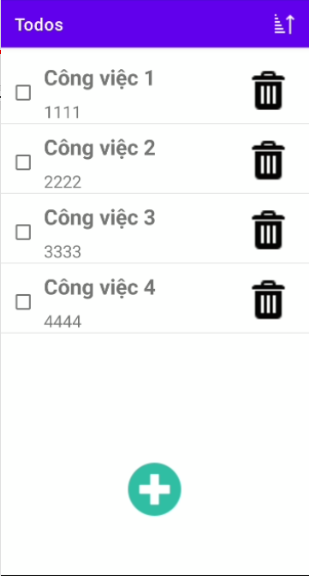 Todos
Công việc 1
1111
Công việc 2
2222
Công việc 3
3333
Công việc 4
4444